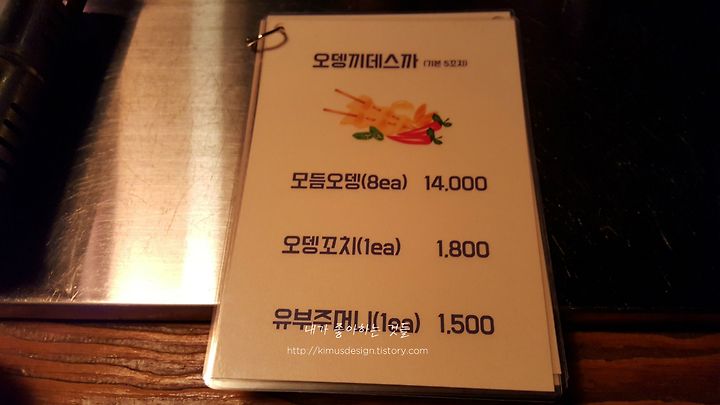 오뎅끼데스까 (기본 5꼬치)
모듬오뎅(8ea) 14,000
오뎅꼬치(1ea) 1,800
유부주머니(1ea) 1,500
내가 좋아하는 것들
http://kimusdesign.tistory.com